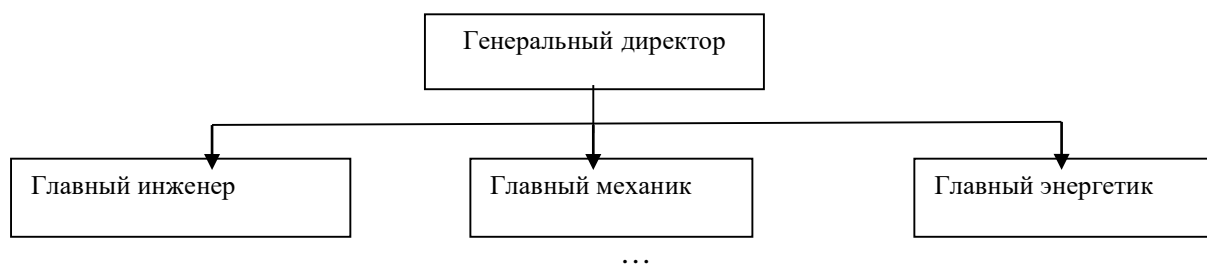 Генеральный директор
Главный инженер
Главный механик
Главный энергетик
…